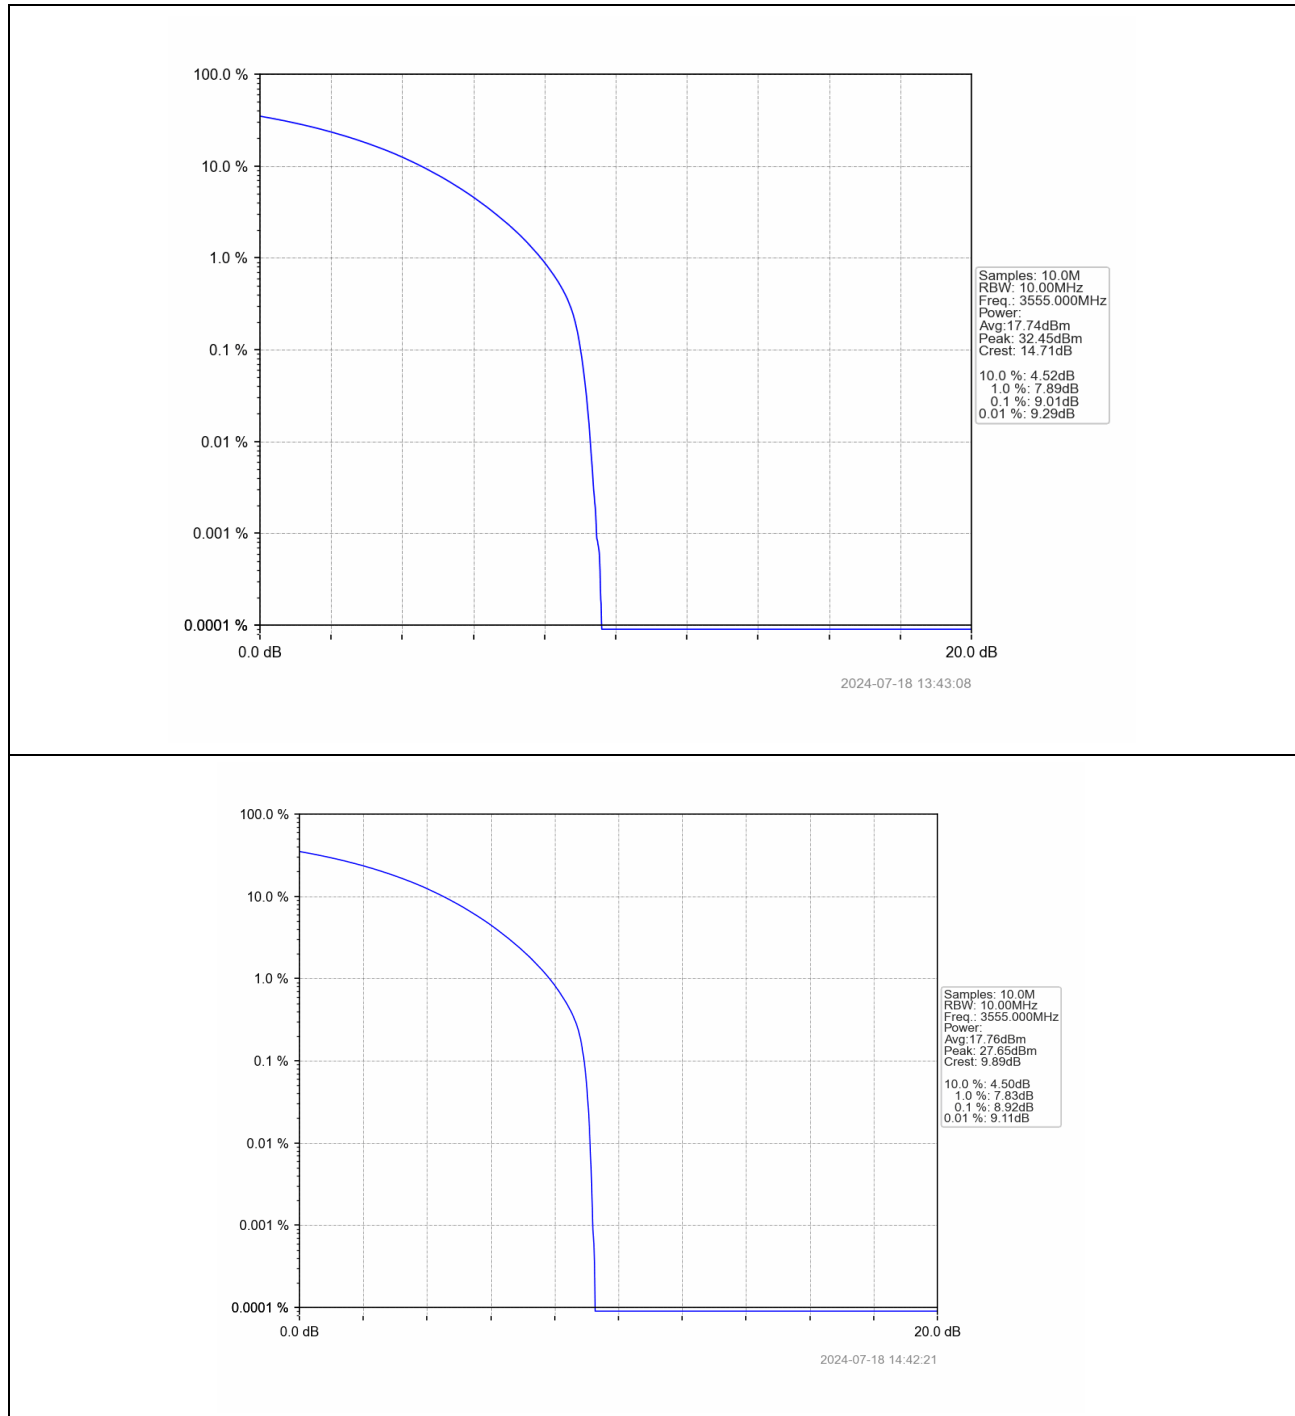 100.0 %
10.0 %
1.0 %
0.1 %
0.01 %
0.001 %
0.0001 %
0.0 dB
20.0 dB
Samples: 10.0M
RBW: 10.00MHz
Freq.: 3555.000MHz
Power:
Avg:17.74dBm
Peak: 32.45dBm
Crest: 14.71dB
10.0 %: 4.52dB
1.0 %: 7.89dB
0.1 %: 9.01dB
0.01 %: 9.29dB
2024-07-18 13:43:08
100.0 %
10.0 %
1.0 %
0.1 %
0.01 %
0.001 %
0.0001 %
0.0 dB
20.0 dB
Samples: 10.0M
RBW: 10.00MHz
Freq.: 3555.000MHz
Power:
Avg:17.76dBm
Peak: 27.65dBm
Crest: 9.89dB
10.0 %: 4.50dB
1.0 %: 7.83dB
0.1 %: 8.92dB
0.01 %: 9.11dB
2024-07-18 14:42:21